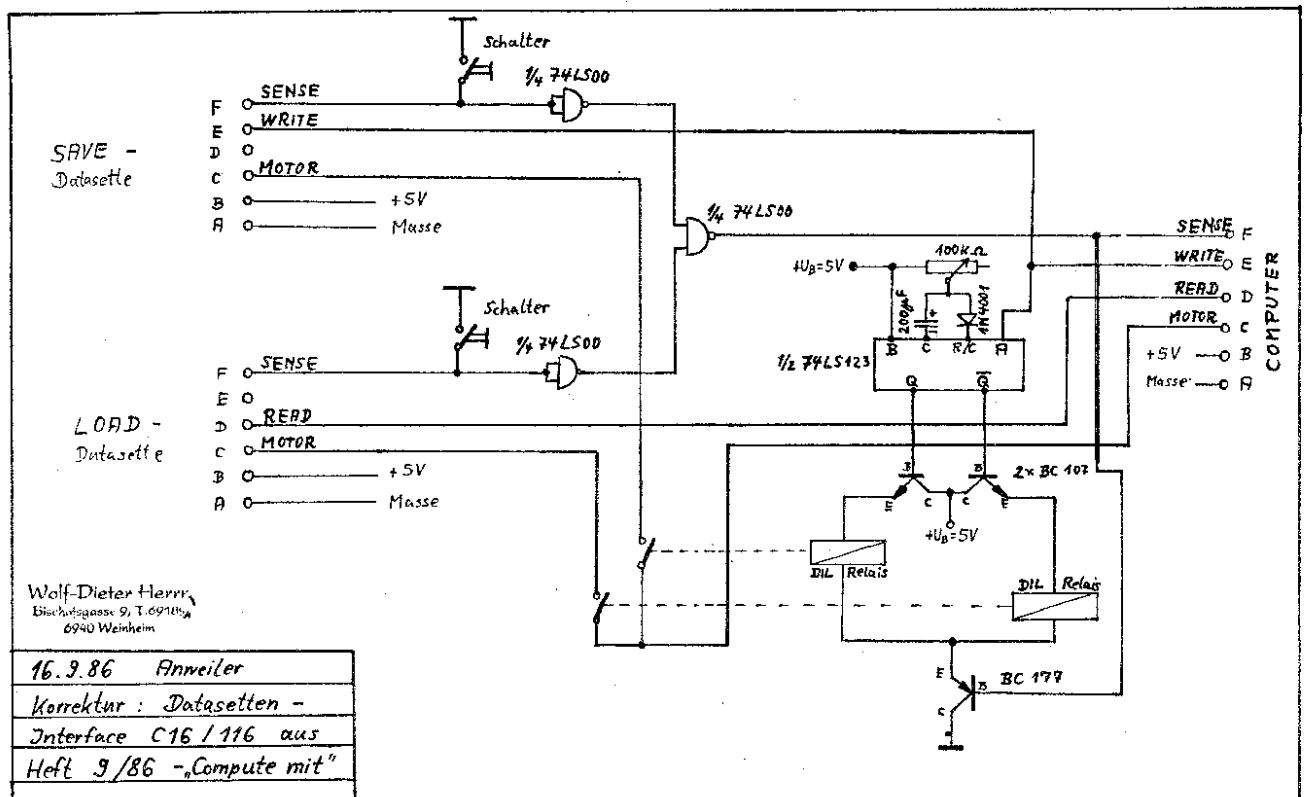 Schalter
1/4 74LS00
F SENSE
E WRITE
D
C MOTOR
B +5V
A Masse
SAVE -
Datasette
1/4 74LS00
Schalter
1/4 74LS00
F SENSE
E
D READ
C MOTOR
B +5V
A Masse
LOAD -
Datasette
+UB=5V
100kΩ
200µF
+
1N4001
B C R/C A
1/2 74LS123
Q Q̅
SENSE F
WRITE E
READ D
MOTOR C
+5V B
Masse A
COMPUTER
B B 2x BC 107
E C C E
+UB=5V
DIL Relais
DIL Relais
E
B BC 177
C
Wolf-Dieter Herrr
Bischofsgasse 9,
6940 Weinheim
16.9.86 Anweiler
Korrektur : Datasetten -
Interface C16 / 116 aus
Heft 9/86 -„Compute mit"